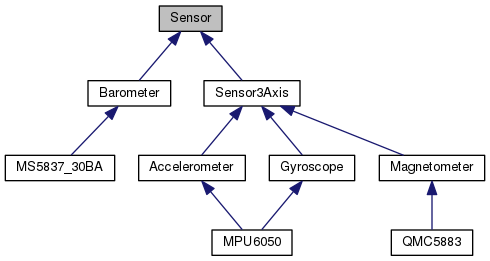 Sensor
Barometer
Sensor3Axis
MS5837_30BA
Accelerometer
Gyroscope
Magnetometer
MPU6050
QMC5883